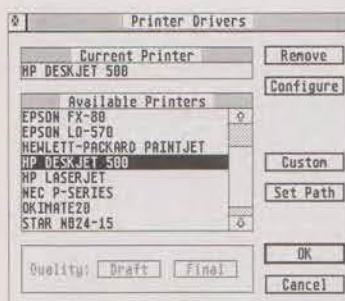 Printer Drivers
Current Printer
HP DESKJET 500
Available Printers
EPSON FX-80
EPSON LQ-570
HEWLETT-PACKARD PAINTJET
HP DESKJET 500
HP LASERJET
NEC P-SERIES
OKIMATE20
STAR NB24-15
Quality: Draft Final
Remove
Configure
Custom
Set Path
OK
Cancel